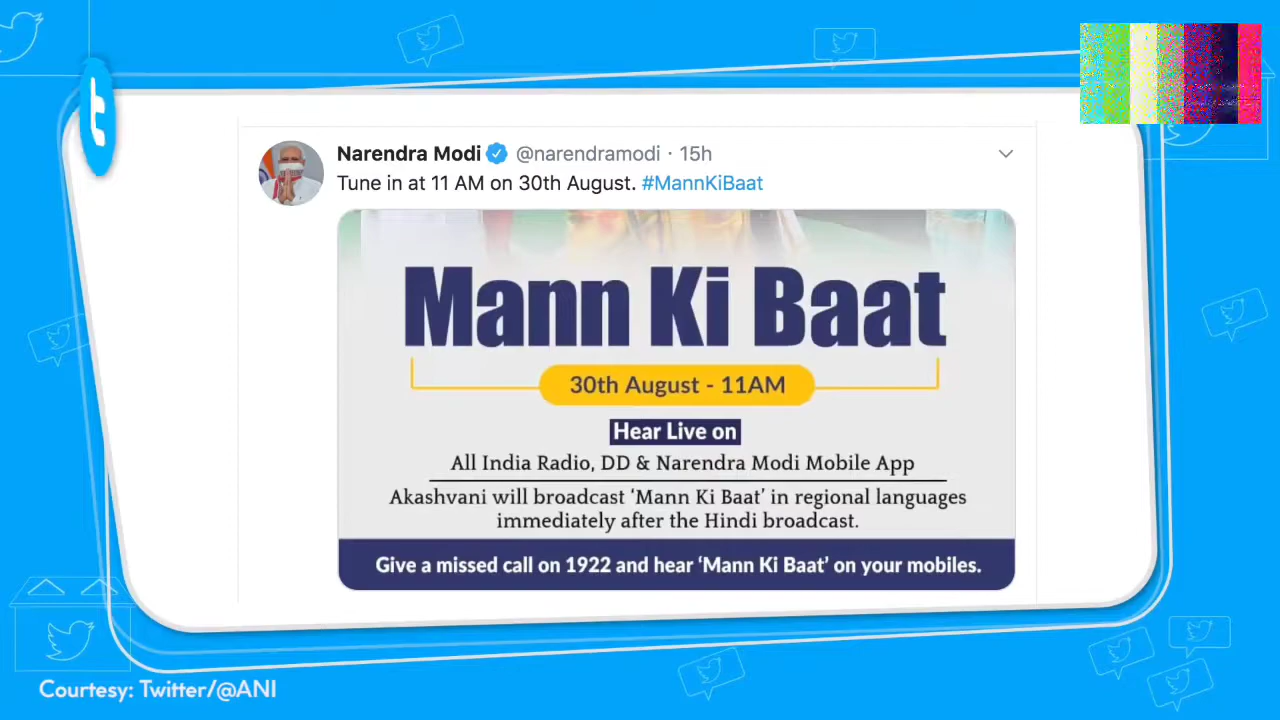 Narendra Modi @narendramodi · 15h
Tune in at 11 AM on 30th August. #MannKiBaat
Mann Ki Baat
30th August - 11AM
Hear Live on
All India Radio, DD & Narendra Modi Mobile App
Akashvani will broadcast ‘Mann Ki Baat’ in regional languages
immediately after the Hindi broadcast.
Give a missed call on 1922 and hear ‘Mann Ki Baat’ on your mobiles.
Courtesy: Twitter/@ANI